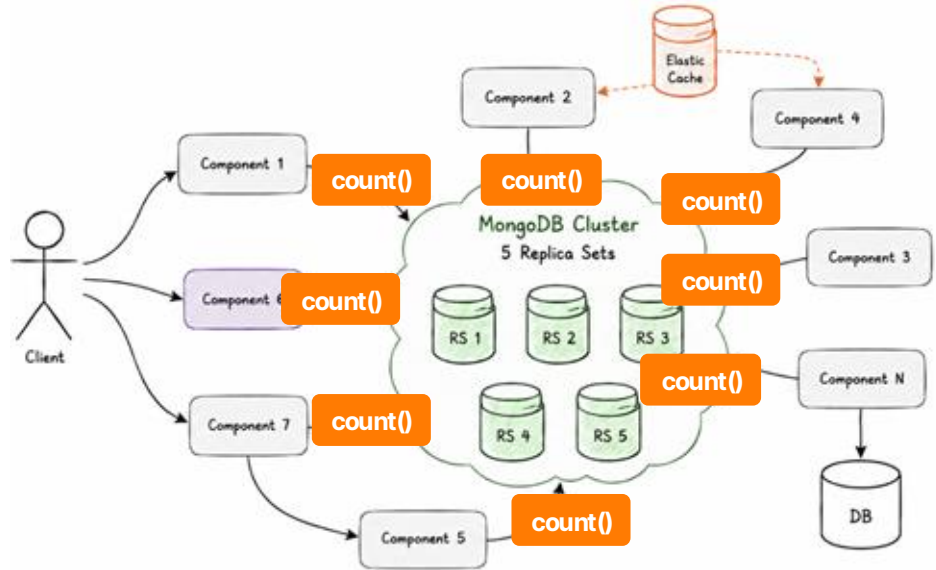 Elastic
Cache
Component 2
Component 4
Component 1
count()
count()
count()
MongoDB Cluster
5 Replica Sets
Component 3
count()
Component 6
count()
RS 1
RS 2
RS 3
Client
count()
Component N
Component 7
count()
RS 4
RS 5
DB
count()
Component 5